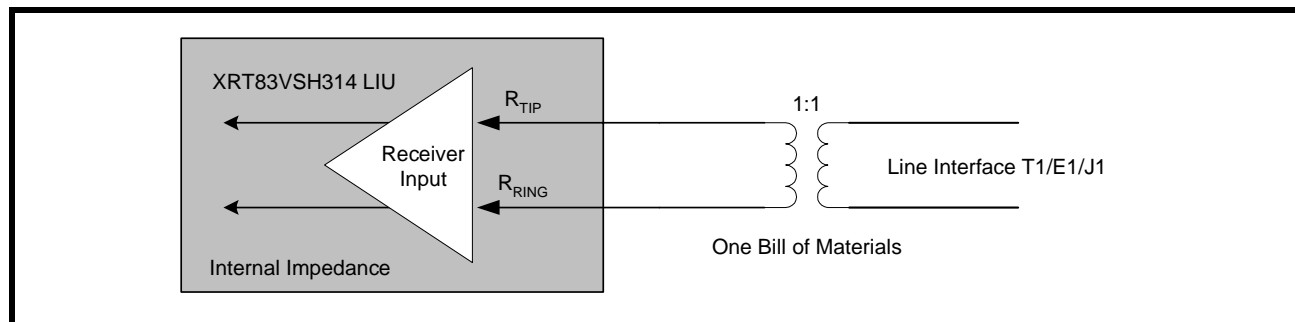 XRT83VSH314 LIU
R_TIP
1:1
Receiver
Input
Line Interface T1/E1/J1
R_RING
One Bill of Materials
Internal Impedance